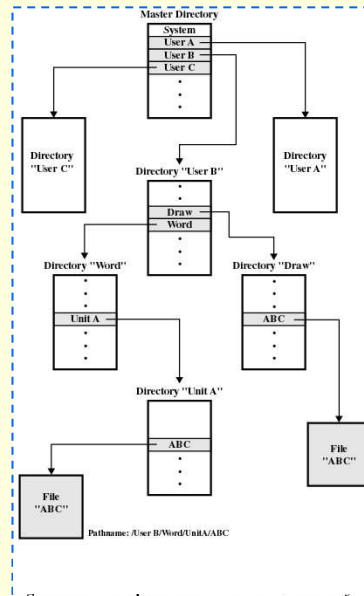 Master Directory
System
User A
User B
User C
Directory
"User C"
Directory
"User A"
Directory "User B"
Draw
Word
Directory "Word"
Directory "Draw"
Unit A
ABC
Directory "Unit A"
ABC
File
"ABC"
File
"ABC"
Pathname: /User B/Word/UnitA/ABC